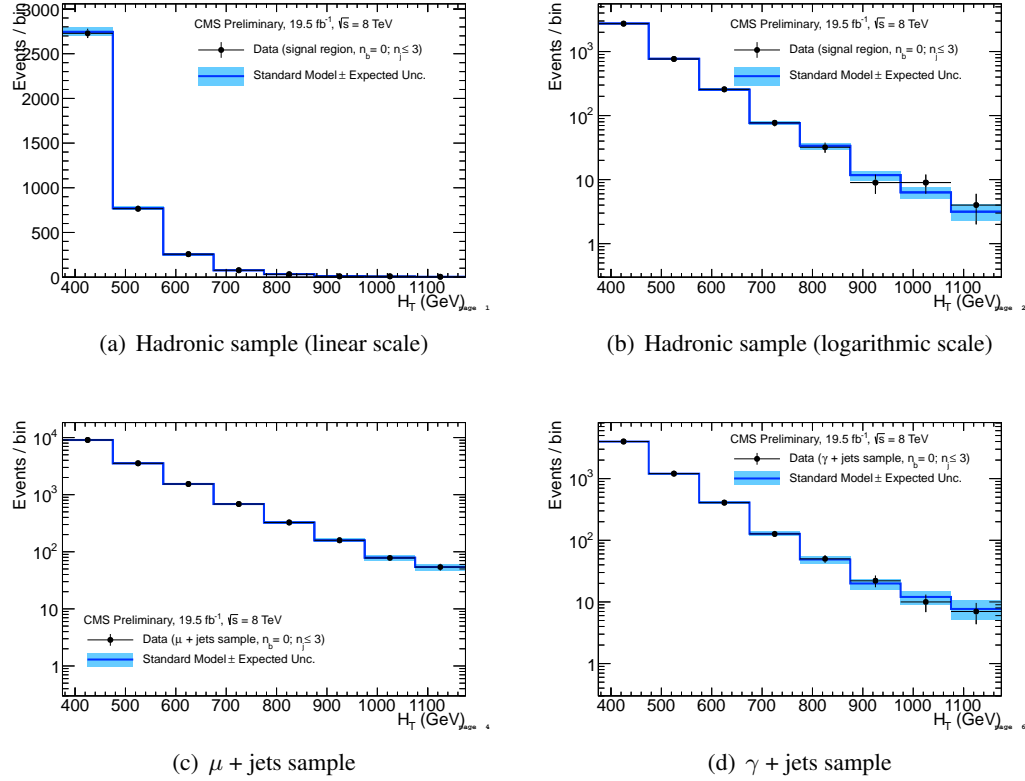 Events / bin
3000
2500
2000
1500
1000
500
0
CMS Preliminary, 19.5 fb⁻¹, √s = 8 TeV
Data (signal region, n_b = 0; n_j ≤ 3)
Standard Model ± Expected Unc.
400 500 600 700 800 900 1000 1100
H_T (GeV)
page 1
(a) Hadronic sample (linear scale)
Events / bin
10³
10²
10
1
CMS Preliminary, 19.5 fb⁻¹, √s = 8 TeV
Data (signal region, n_b = 0; n_j ≤ 3)
Standard Model ± Expected Unc.
400 500 600 700 800 900 1000 1100
H_T (GeV)
page 2
(b) Hadronic sample (logarithmic scale)
Events / bin
10⁴
10³
10²
10
1
CMS Preliminary, 19.5 fb⁻¹, √s = 8 TeV
Data (μ + jets sample, n_b = 0; n_j ≤ 3)
Standard Model ± Expected Unc.
400 500 600 700 800 900 1000 1100
H_T (GeV)
page 4
(c) μ + jets sample
Events / bin
10³
10²
10
1
CMS Preliminary, 19.5 fb⁻¹, √s = 8 TeV
Data (γ + jets sample, n_b = 0; n_j ≤ 3)
Standard Model ± Expected Unc.
400 500 600 700 800 900 1000 1100
H_T (GeV)
page 6
(d) γ + jets sample